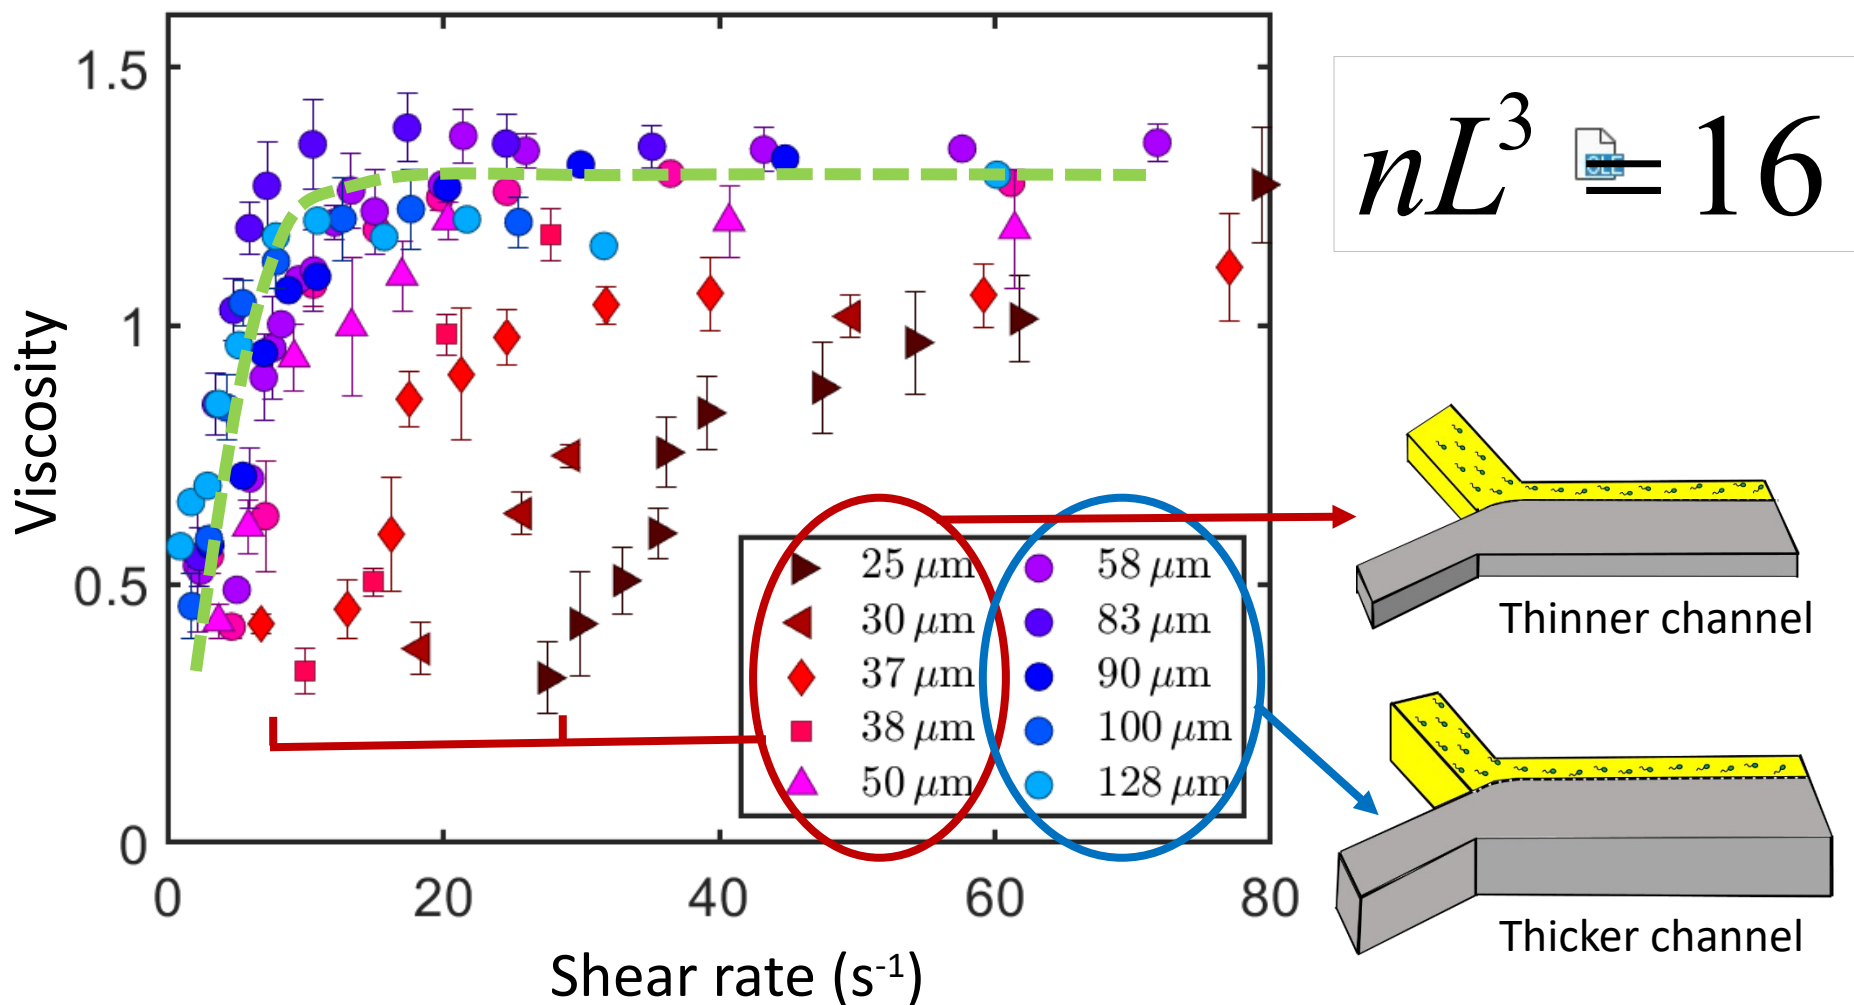 nL³ = 16
OLE
1.5
1
0.5
0
Viscosity
0 20 40 60 80
Shear rate (s⁻¹)
25 μm 58 μm
30 μm 83 μm
37 μm 90 μm
38 μm 100 μm
50 μm 128 μm
Thinner channel
Thicker channel